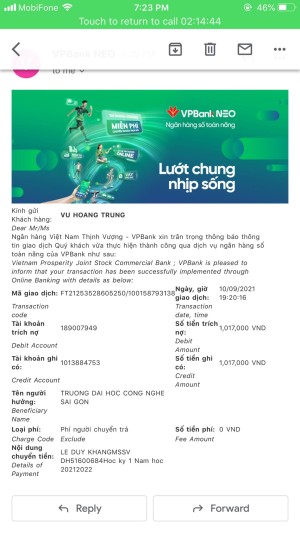 MobiFone
7:23 PM
46%
Touch to return to call 02:14:44
VPBank NEO
to me
VPBank NEO
Ngân hàng số toàn năng
MIỄN PHÍ
Lướt chung
nhịp sống
Kính gửi
Khách hàng: VU HOANG TRUNG
Dear Mr/Ms
Ngân hàng Việt Nam Thịnh Vượng - VPBank xin trân trọng thông báo thông
tin giao dịch Quý khách vừa thực hiện thành công qua dịch vụ ngân hàng số
toàn năng của VPBank như sau:
Vietnam Prosperity Joint Stock Commercial Bank ; VPBank is pleased to
inform that your transaction has been successfully implemented through
Online Banking with details as below:
Mã giao dịch: FT21253528605250/100158793138 Ngày, giờ giao dịch: 10/09/2021 19:20:16
Transaction code
Transaction date, time
Tài khoản trích nợ 189007949 Số tiền trích nợ: 1,017,000 VND
Debit Account
Debit Amount
Tài khoản ghi có: 1013884753 Số tiền ghi có: 1,017,000 VND
Credit Account
Credit Amount
Tên người hưởng: TRUONG DAI HOC CONG NGHE SAI GON
Beneficiary Name
Loại phí: Phí người chuyển trả Số tiền phí: 0 VND
Charge Code Exclude Fee Amount
Nội dung chuyển tiền: LE DUY KHANGMSSV DH51600684Hoc ky 1 Nam hoc 20212022
Details of Payment
Reply
Forward